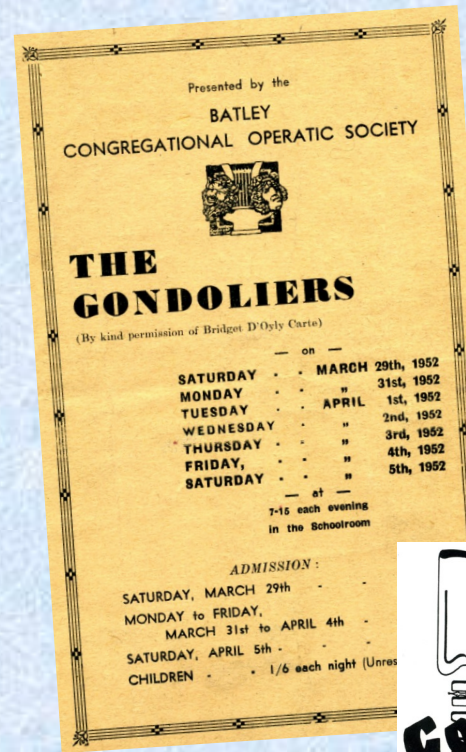 Presented by the
BATLEY
CONGREGATIONAL OPERATIC SOCIETY
THE
GONDOLIERS
(By kind permission of Bridget D'Oyly Carte)
— on —
SATURDAY - - MARCH 29th, 1952
MONDAY - - " 31st, 1952
TUESDAY - - APRIL 1st, 1952
WEDNESDAY - - " 2nd, 1952
THURSDAY - - " 3rd, 1952
FRIDAY, - - " 4th, 1952
SATURDAY - - " 5th, 1952
— at —
7-15 each evening
in the Schoolroom
ADMISSION :
SATURDAY, MARCH 29th - -
MONDAY to FRIDAY,
MARCH 31st to APRIL 4th -
SATURDAY, APRIL 5th - - -
CHILDREN - - 1/6 each night